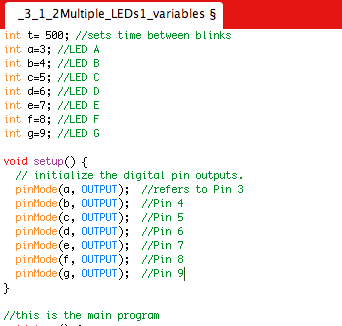 _3_1_2Multiple_LEDs1_variables §
int t= 500; //sets time between blinks
int a=3; //LED A
int b=4; //LED B
int c=5; //LED C
int d=6; //LED D
int e=7; //LED E
int f=8; //LED F
int g=9; //LED G
void setup() {
// initialize the digital pin outputs.
pinMode(a, OUTPUT); //refers to Pin 3
pinMode(b, OUTPUT); //Pin 4
pinMode(c, OUTPUT); //Pin 5
pinMode(d, OUTPUT); //Pin 6
pinMode(e, OUTPUT); //Pin 7
pinMode(f, OUTPUT); //Pin 8
pinMode(g, OUTPUT); //Pin 9
}
//this is the main program